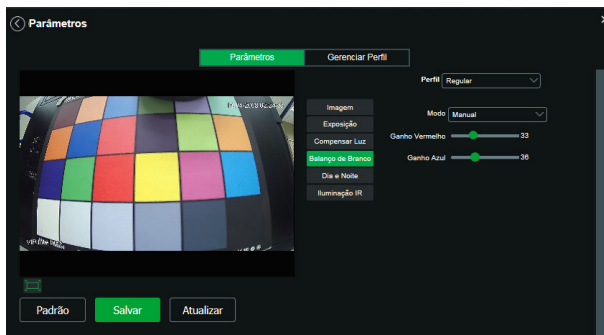 Parâmetros
Parâmetros
Gerenciar Perfil
Perfil
Regular
Imagem
Exposição
Compensar Luz
Balanço de Branco
Dia e Noite
Iluminação IR
Modo
Manual
Ganho Vermelho
33
Ganho Azul
36
Padrão
Salvar
Atualizar